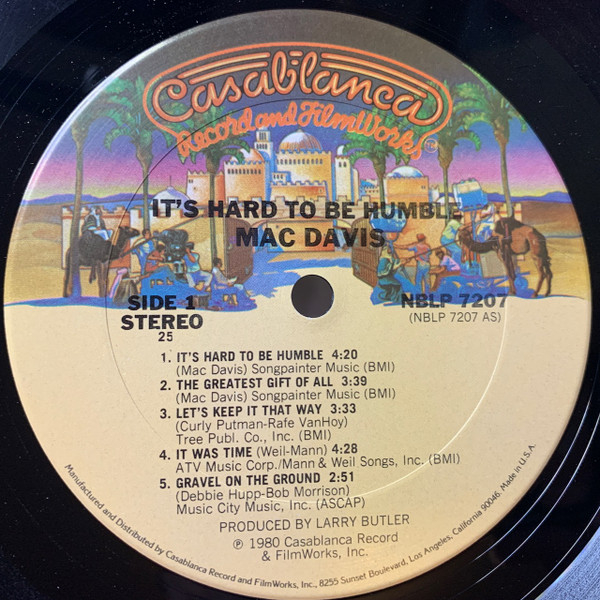 Casablanca
Record and FilmWorks TM
IT'S HARD TO BE HUMBLE
MAC DAVIS
SIDE 1
STEREO
25
NBLP 7207
(NBLP 7207 AS)
1. IT'S HARD TO BE HUMBLE 4:20
(Mac Davis) Songpainter Music (BMI)
2. THE GREATEST GIFT OF ALL 3:39
(Mac Davis) Songpainter Music (BMI)
3. LET'S KEEP IT THAT WAY 3:33
(Curly Putman-Rafe VanHoy)
Tree Publ. Co., Inc. (BMI)
4. IT WAS TIME (Weil-Mann) 4:28
ATV Music Corp./Mann & Weil Songs, Inc. (BMI)
5. GRAVEL ON THE GROUND 2:51
(Debbie Hupp-Bob Morrison)
Music City Music, Inc. (ASCAP)
PRODUCED BY LARRY BUTLER
℗ 1980 Casablanca Record
& FilmWorks, Inc.
Manufactured and Distributed by Casablanca Record and FilmWorks, Inc., 8255 Sunset Boulevard, Los Angeles, California 90046. Made in U.S.A.